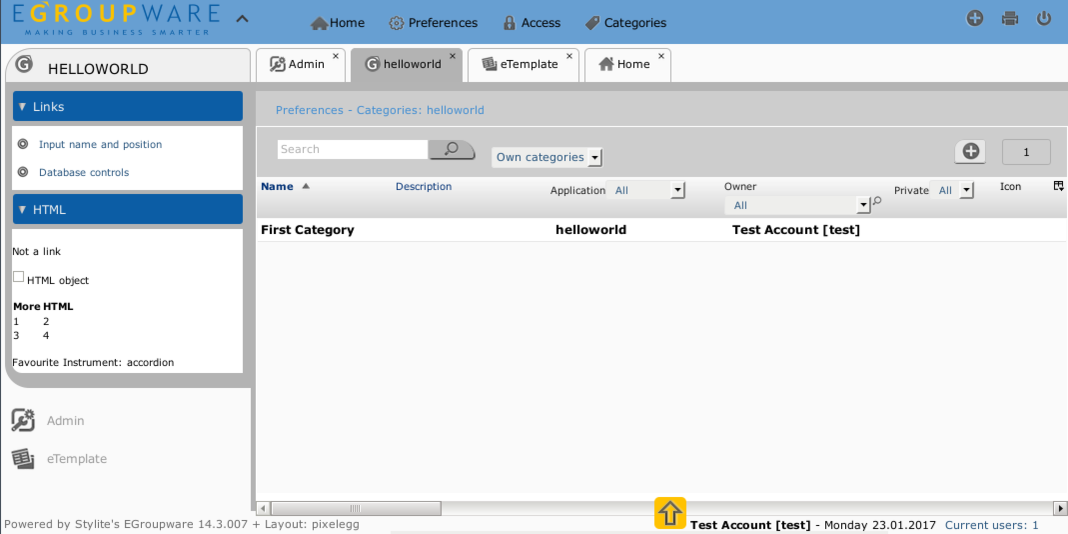 EGROUPWARE
MAKING BUSINESS SMARTER
Home Preferences Access Categories
HELLOWORLD
Admin × helloworld × eTemplate × Home ×
Links
Input name and position
Database controls
HTML
Not a link
HTML object
More HTML
1 2
3 4
Favourite Instrument: accordion
Admin
eTemplate
Preferences - Categories: helloworld
Search Own categories 1
Name Description Application All Owner All Private All Icon
First Category helloworld Test Account [test]
Powered by Stylite's EGroupware 14.3.007 + Layout: pixelegg
Test Account [test] - Monday 23.01.2017 Current users: 1